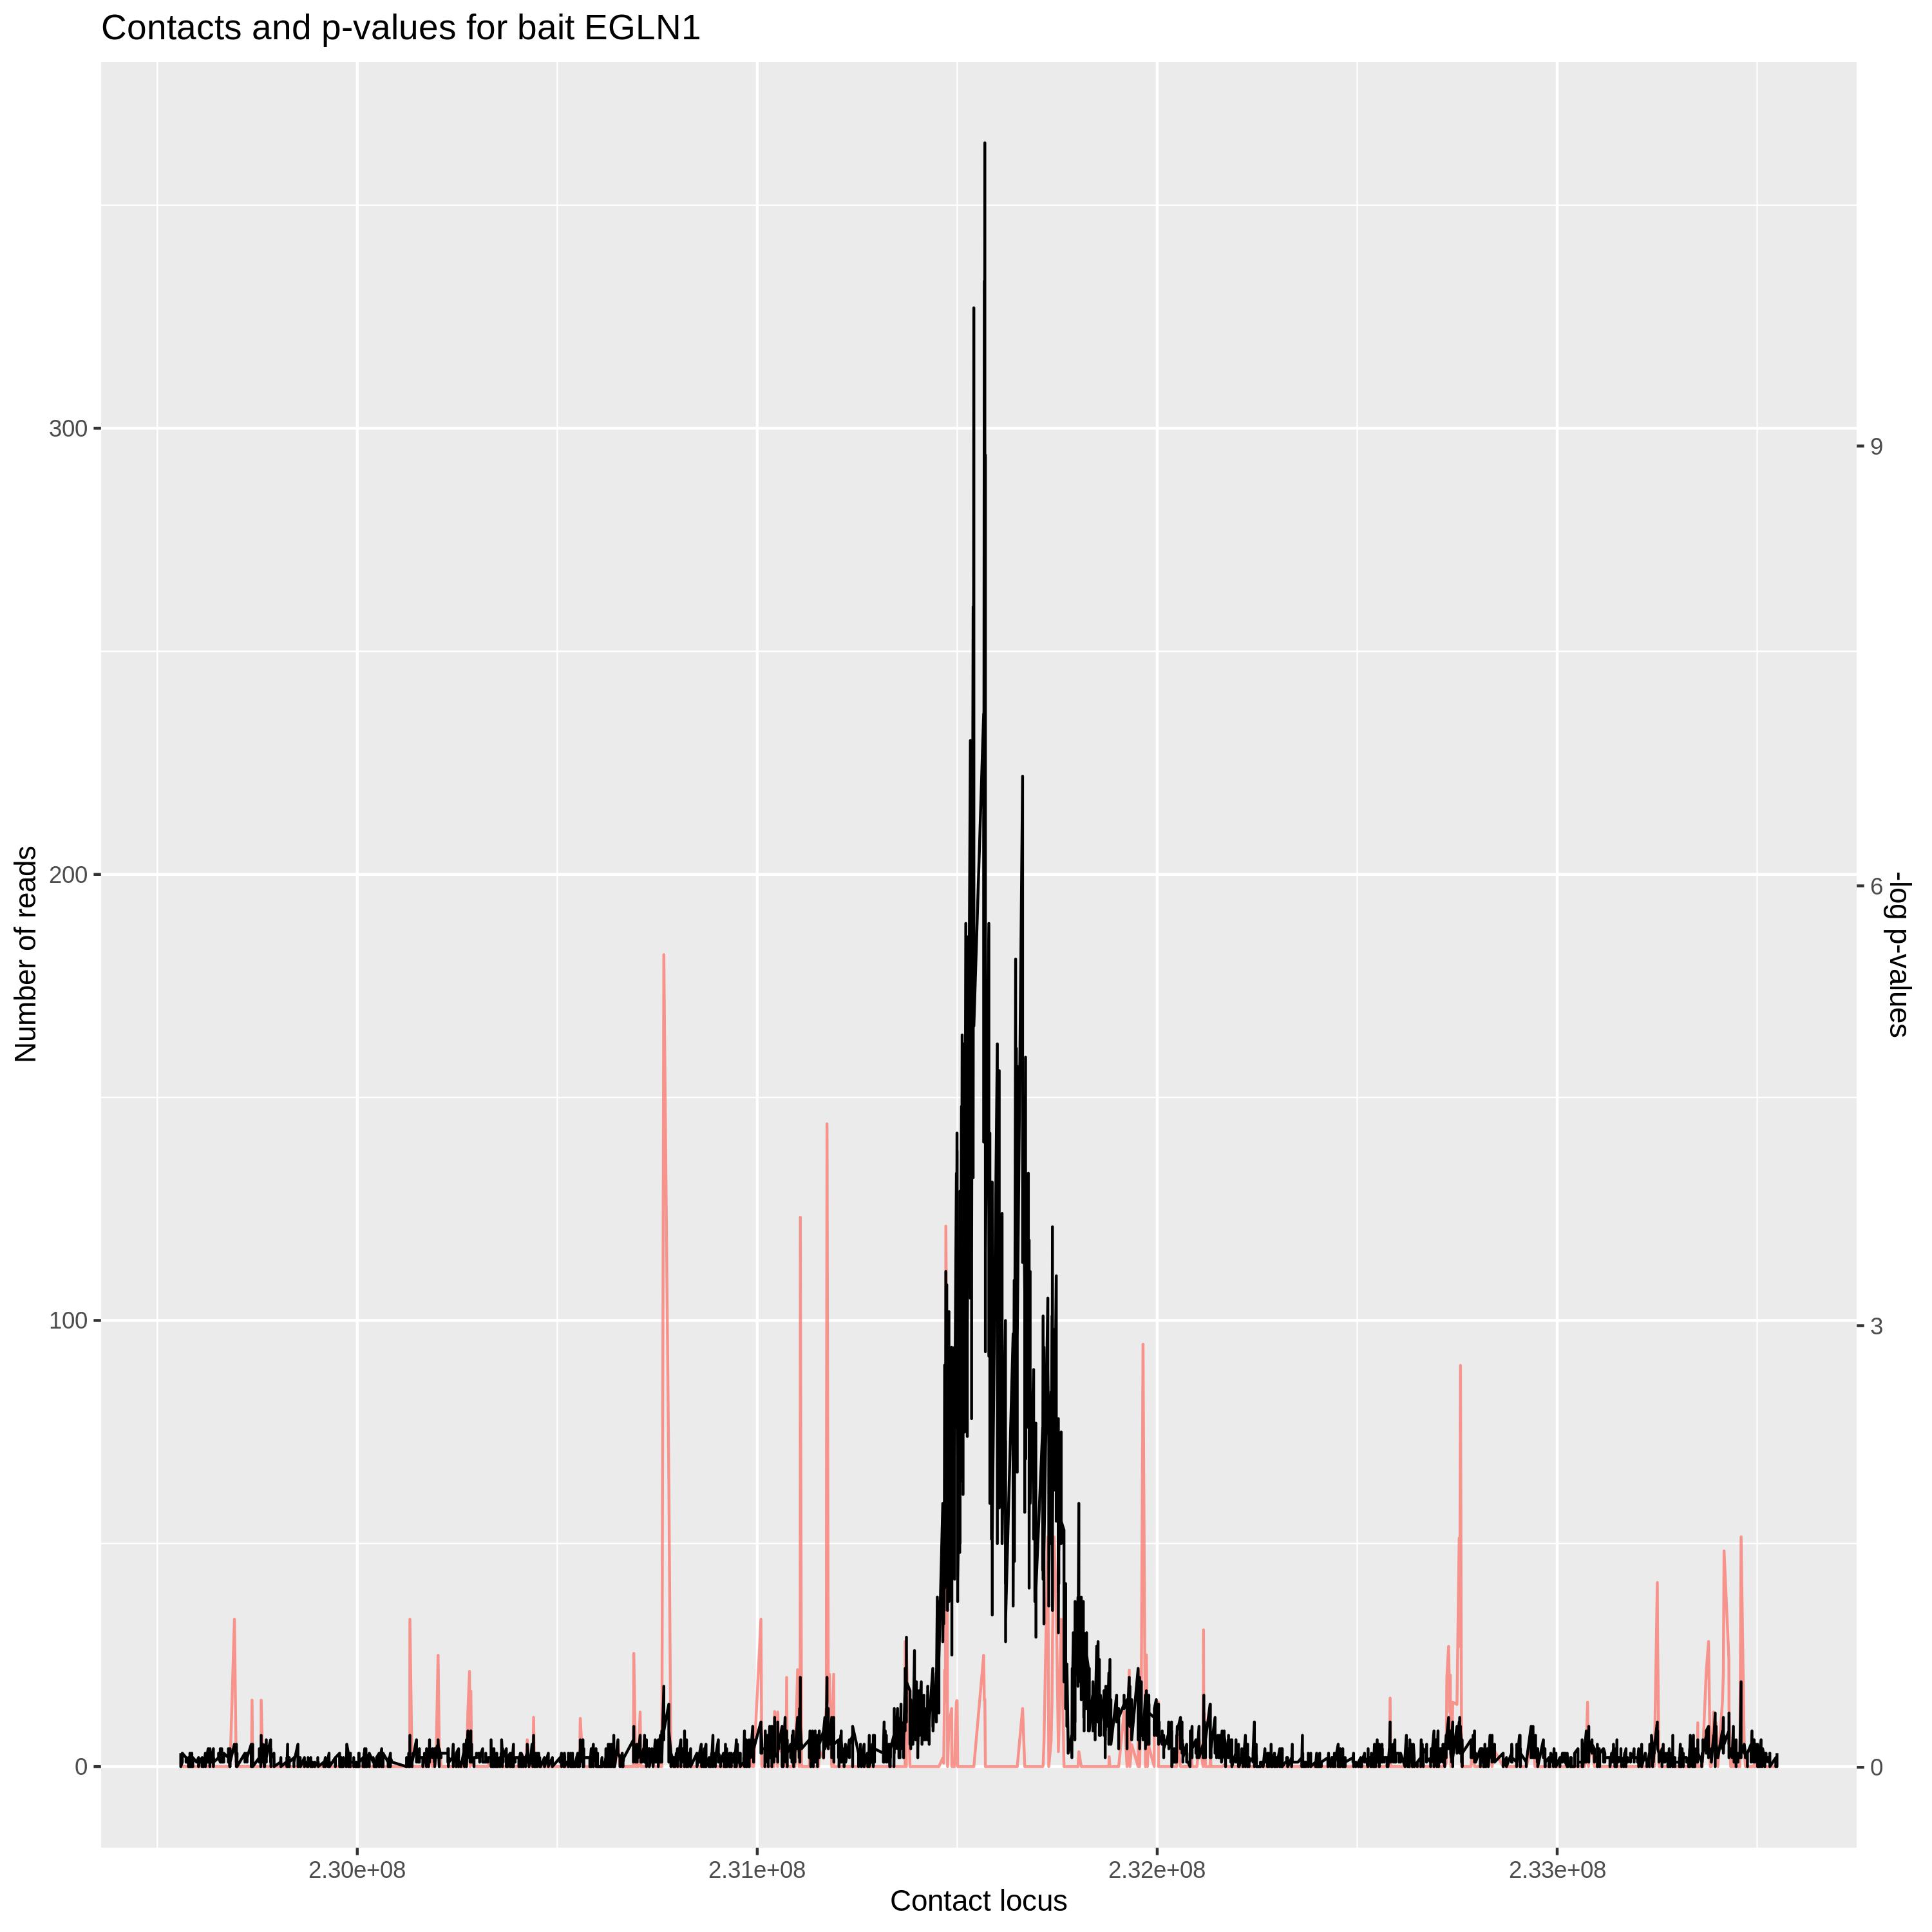 Contacts and p-values for bait EGLN1
Number of reads
300
200
100
0
9
6
3
0
-log p-values
2.30e+08
2.31e+08
2.32e+08
2.33e+08
Contact locus